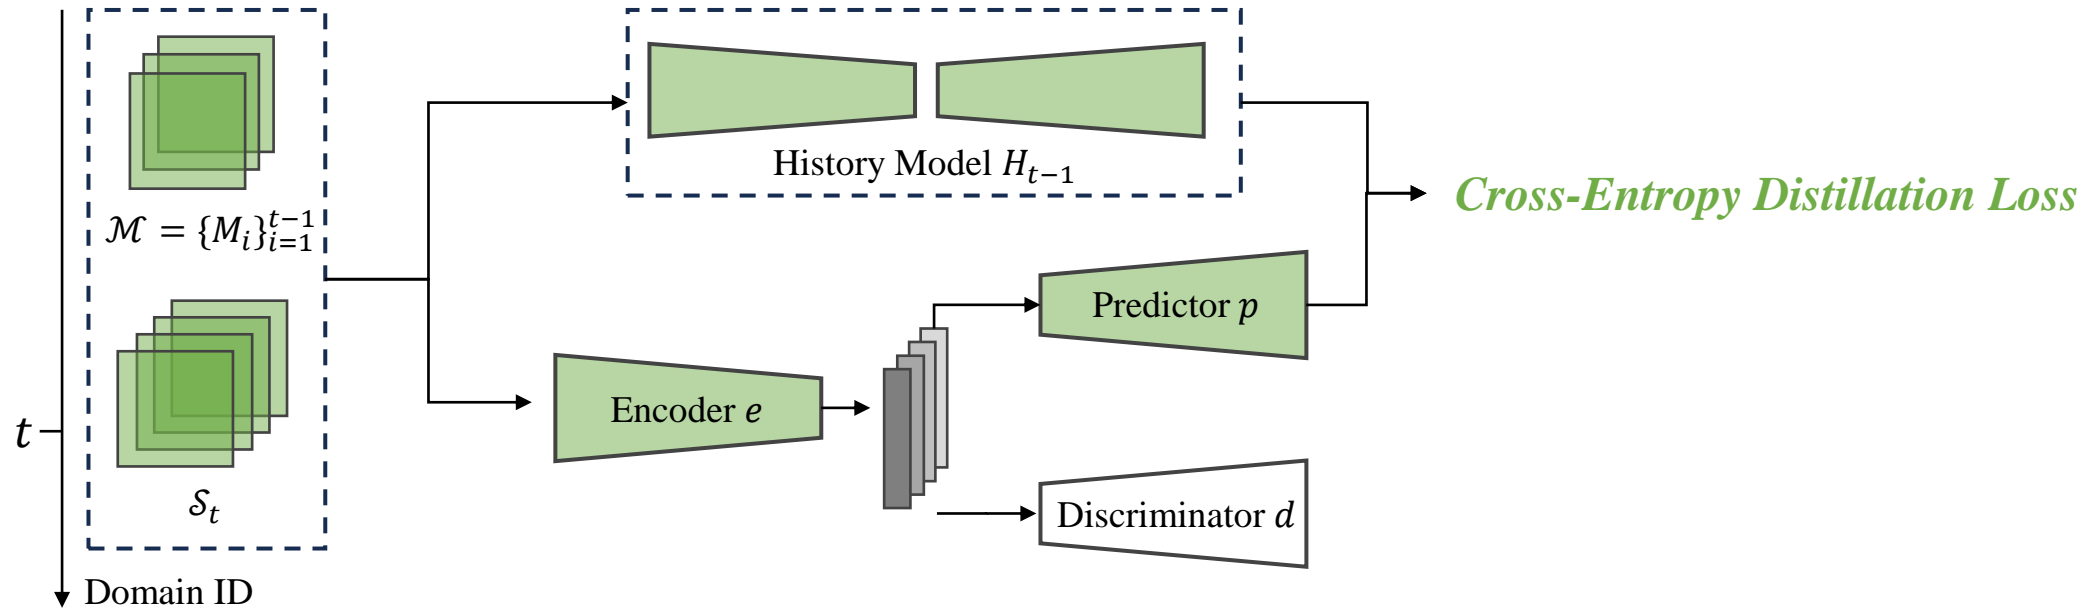 History Model H_{t−1}
ℳ = {M_i}_{i=1}^{t−1}
Cross-Entropy Distillation Loss
Predictor p
Encoder e
t
𝒮_t
Discriminator d
Domain ID